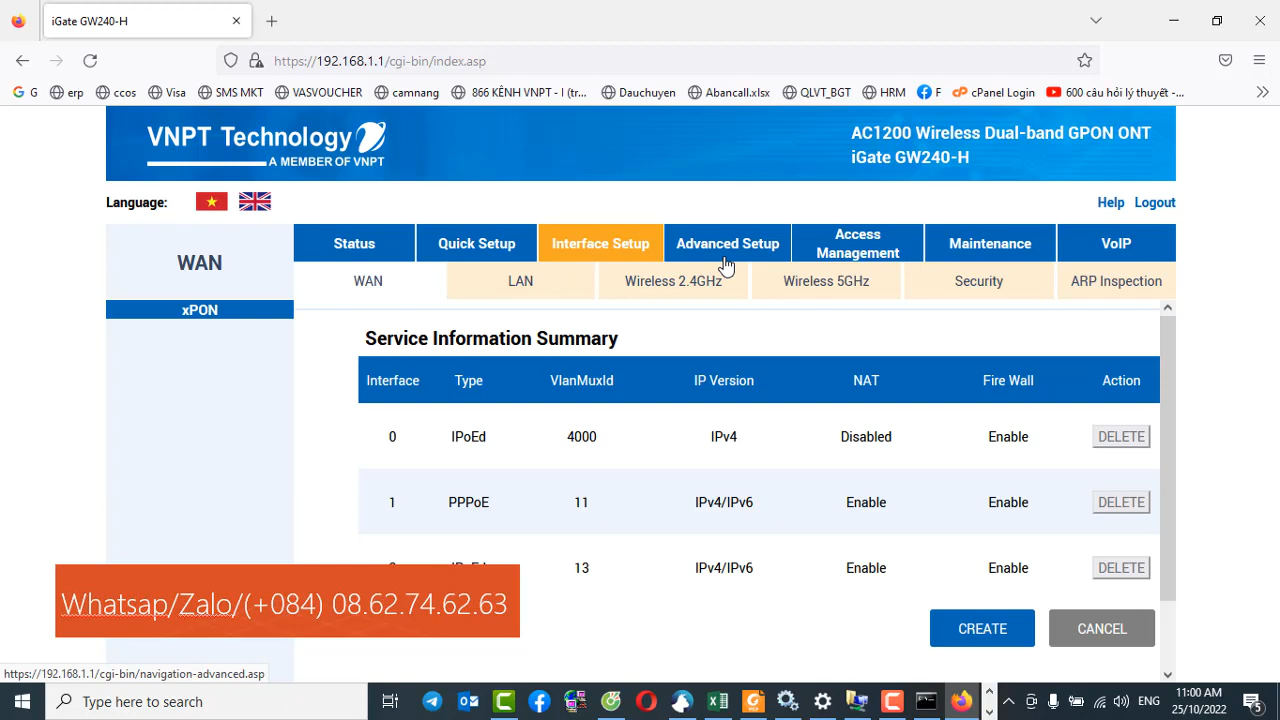 iGate GW240-H
https://192.168.1.1/cgi-bin/index.asp
G
erp
ccos
Visa
SMS MKT
VASVOUCHER
camnang
866 KÊNH VNPT - I (tr...
Dauchuyen
Abancall.xlsx
QLVT_BGT
HRM
F
cPanel Login
600 câu hỏi lý thuyết -...
VNPT Technology
A MEMBER OF VNPT
AC1200 Wireless Dual-band GPON ONT
iGate GW240-H
Language:
Help Logout
WAN
Status Quick Setup Interface Setup Advanced Setup Access Management Maintenance VoIP
WAN LAN Wireless 2.4GHz Wireless 5GHz Security ARP Inspection
xPON
Service Information Summary
Interface Type VlanMuxId IP Version NAT Fire Wall Action
0 IPoEd 4000 IPv4 Disabled Enable DELETE
1 PPPoE 11 IPv4/IPv6 Enable Enable DELETE
13 IPv4/IPv6 Enable Enable DELETE
Whatsap/Zalo/(+084) 08.62.74.62.63
CREATE CANCEL
https://192.168.1.1/cgi-bin/navigation-advanced.asp
Type here to search
ENG
11:00 AM
25/10/2022
5